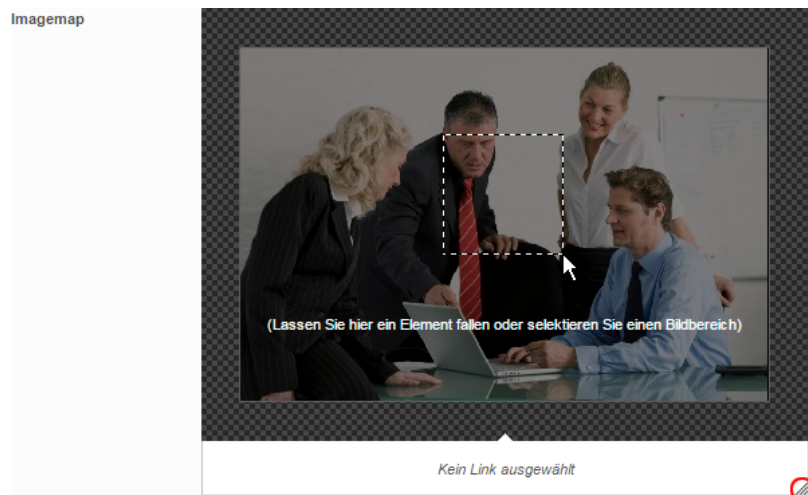 Imagemap
(Lassen Sie hier ein Element fallen oder selektieren Sie einen Bildbereich)
Kein Link ausgewählt